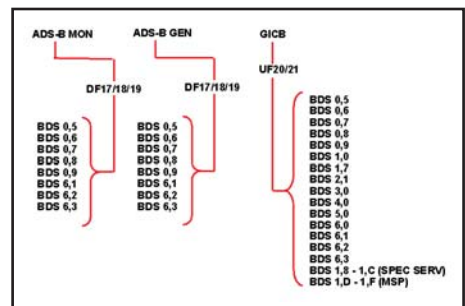 ADS-B MON
DF17/18/19
BDS 0,5
BDS 0,6
BDS 0,7
BDS 0,8
BDS 0,9
BDS 6,1
BDS 6,2
BDS 6,3
ADS-B GEN
DF17/18/19
BDS 0,5
BDS 0,6
BDS 0,7
BDS 0,8
BDS 0,9
BDS 6,1
BDS 6,2
BDS 6,3
GICB
UF20/21
BDS 0,5
BDS 0,6
BDS 0,7
BDS 0,8
BDS 0,9
BDS 1,0
BDS 1,7
BDS 2,1
BDS 3,0
BDS 4,0
BDS 5,0
BDS 6,0
BDS 6,1
BDS 6,2
BDS 6,3
BDS 1,8 - 1,C (SPEC SERV)
BDS 1,D - 1,F (MSP)